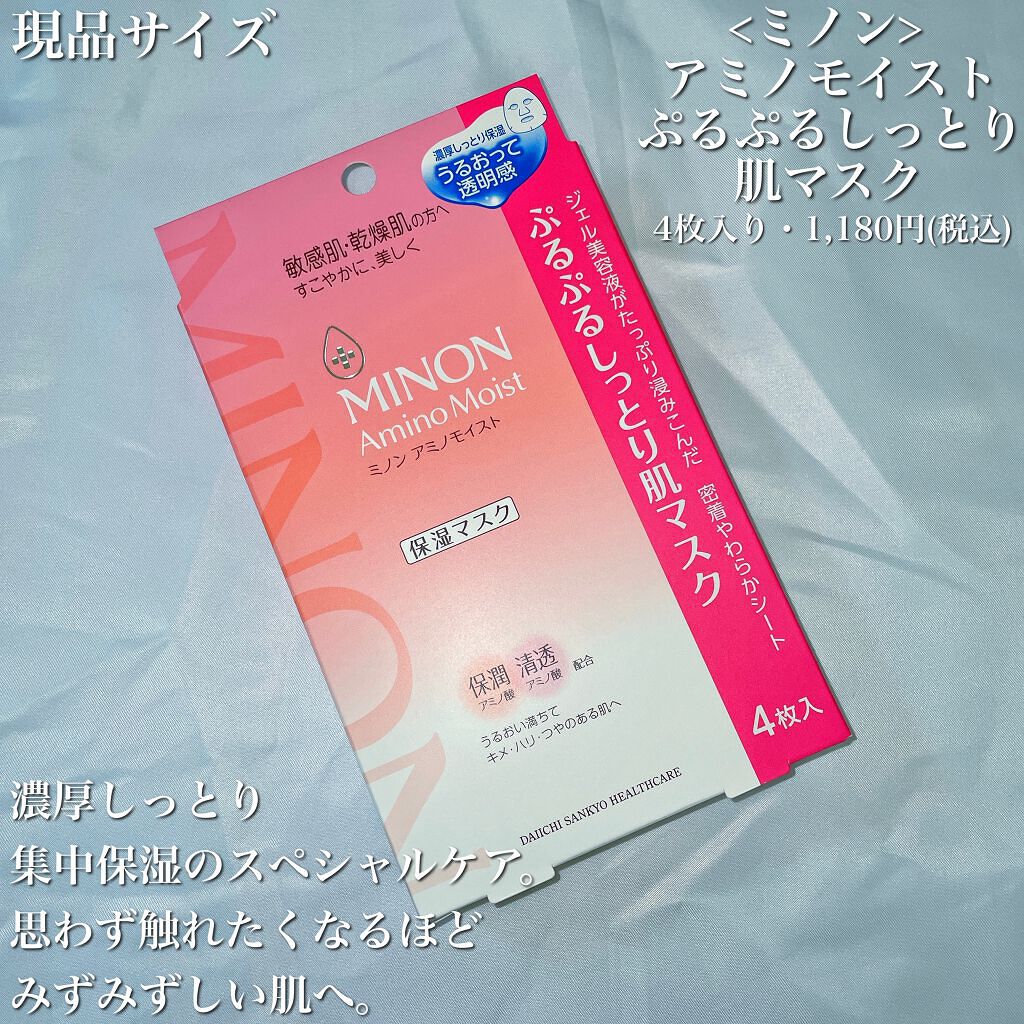 現品サイズ
<ミノン>
アミノモイスト
ぷるぷるしっとり
肌マスク
4枚入り・1,180円(税込)
濃厚しっとり保湿
うるおって
透明感
敏感肌・乾燥肌の方へ
すこやかに、美しく
MINON
Amino Moist
ミノン アミノモイスト
保湿マスク
MINON
ジェル美容液がたっぷり浸みこんだ 密着やわらかシート
ぷるぷるしっとり肌マスク
4枚入
保潤 清透
アミノ酸 アミノ酸 配合
うるおい満ちて
キメ・ハリ・つやのある肌へ
DAIICHI SANKYO HEALTHCARE
濃厚しっとり
集中保湿のスペシャルケア。
思わず触れたくなるほど
みずみずしい肌へ。